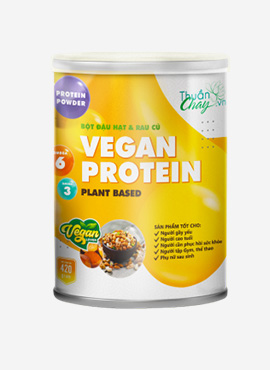 PROTEIN
POWDER
Thuần
Chay
BỘT ĐẬU HẠT & RAU CỦ
VEGAN
PROTEIN
PLANT BASED
6
3
Vegan
SẢN PHẨM TỐT CHO:
Người gầy yếu
Người cao tuổi
Người cần phục hồi sức khỏe
Người tập Gym, thể thao
Phụ nữ sau sinh
420